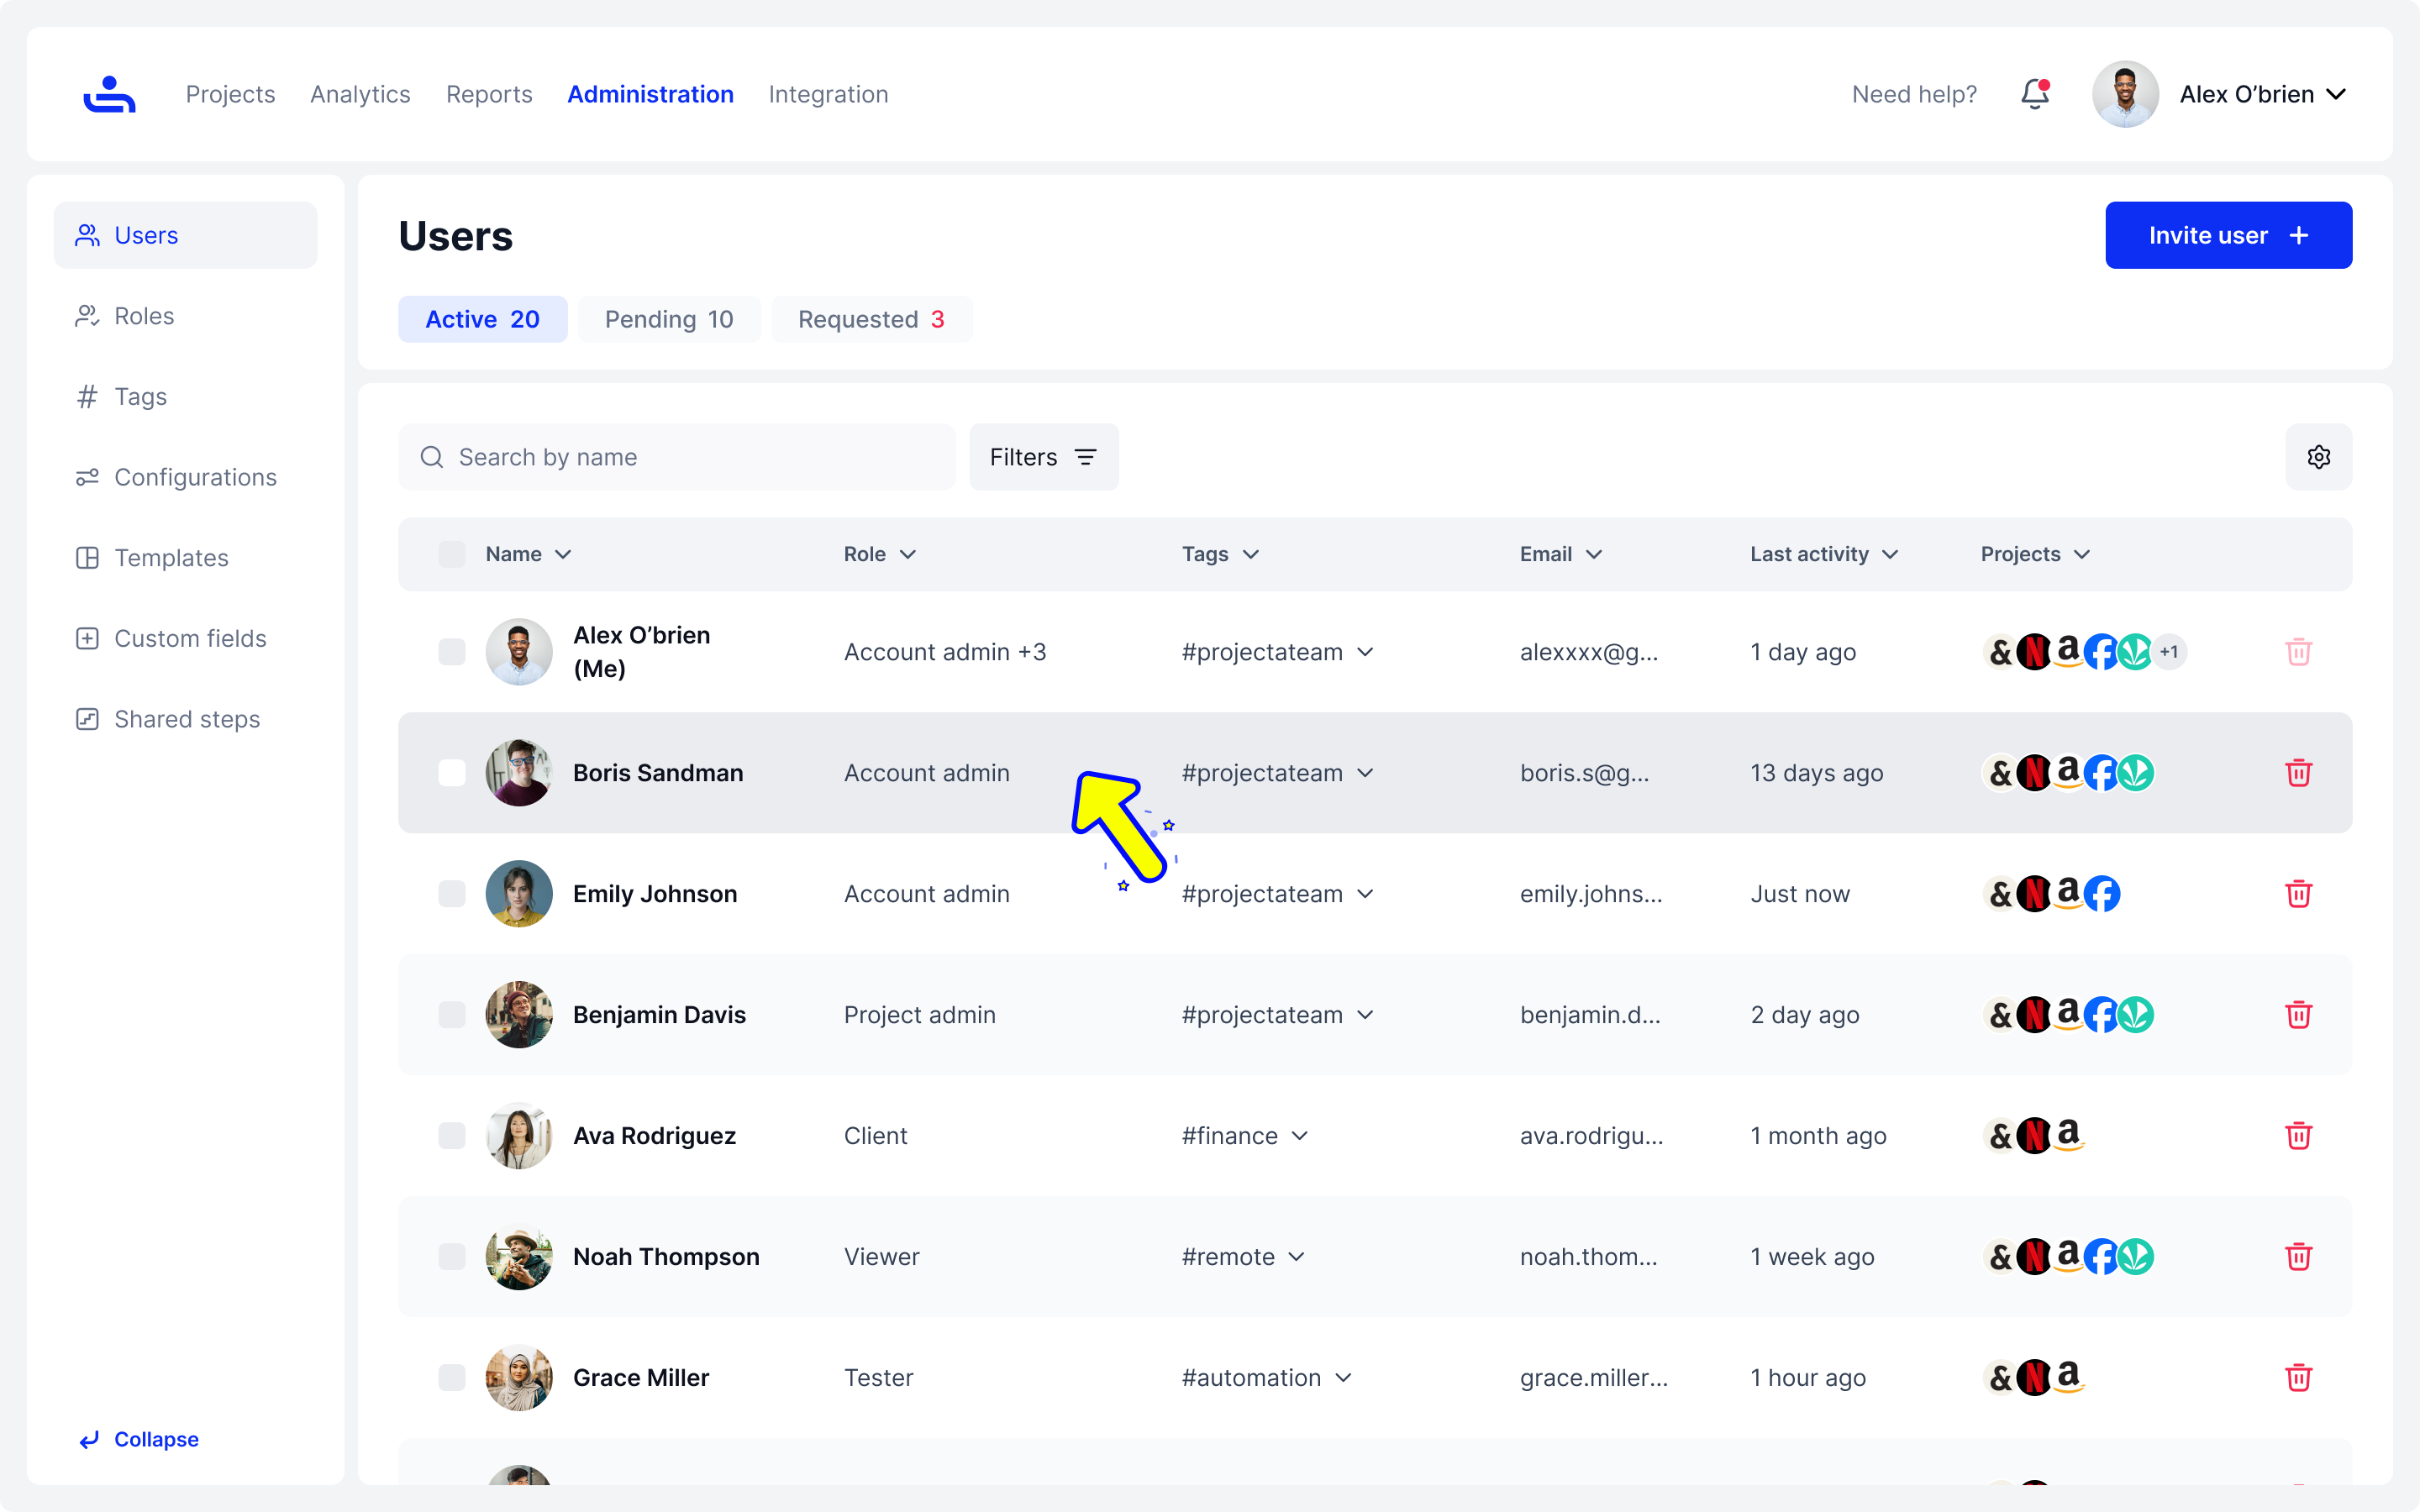 Projects Analytics Reports Administration Integration Need help? Alex O’brien
Users
Roles
Tags
Configurations
Templates
Custom fields
Shared steps
Collapse
Users
Invite user
Active 20 Pending 10 Requested 3
Search by name Filters
Name Role Tags Email Last activity Projects
Alex O’brien
(Me) Account admin +3 #projectateam alexxxx@g... 1 day ago & N a f +1
Boris Sandman Account admin #projectateam boris.s@g... 13 days ago & N a f
Emily Johnson Account admin #projectateam emily.johns... Just now & N a f
Benjamin Davis Project admin #projectateam benjamin.d... 2 day ago & N a f
Ava Rodriguez Client #finance ava.rodrigu... 1 month ago & N a
Noah Thompson Viewer #remote noah.thom... 1 week ago & N a f
Grace Miller Tester #automation grace.miller... 1 hour ago & N a